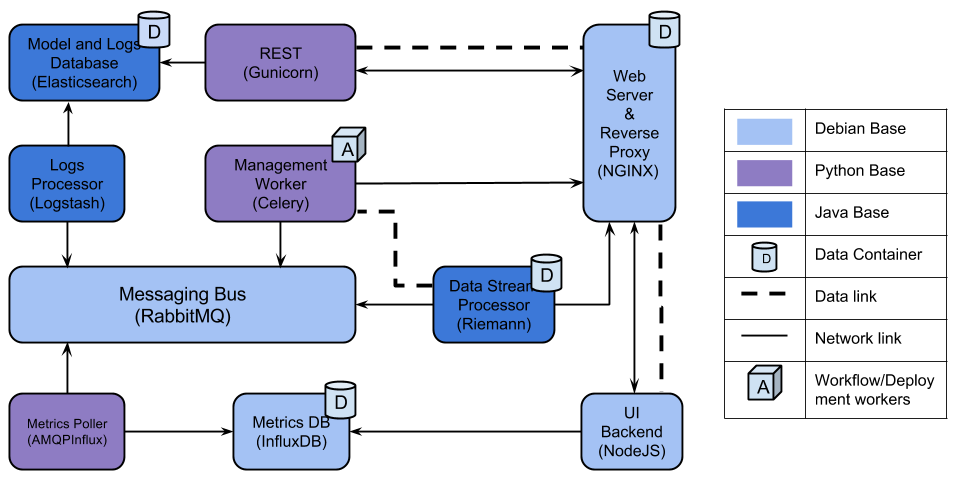 D
Model and Logs
Database
(Elasticsearch)
REST
(Gunicorn)
D
Web
Server
&
Reverse
Proxy
(NGINX)
Logs
Processor
(Logstash)
A
Management
Worker
(Celery)
Messaging Bus
(RabbitMQ)
D
Data Stream
Processor
(Riemann)
Metrics Poller
(AMQPInflux)
D
Metrics DB
(InfluxDB)
UI
Backend
(NodeJS)
Debian Base
Python Base
Java Base
D
Data Container
Data link
Network link
A
Workflow/Deploy
ment workers